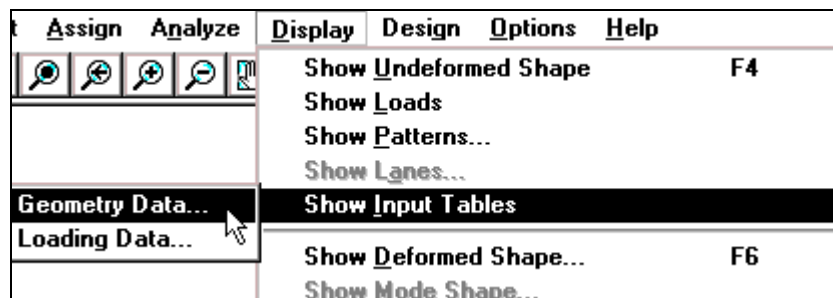 t Assign Analyze Display Design Options Help
Show Undeformed Shape F4
Show Loads
Show Patterns...
Show Lanes...
Show Input Tables
Geometry Data...
Loading Data...
Show Deformed Shape... F6
Show Mode Shape...